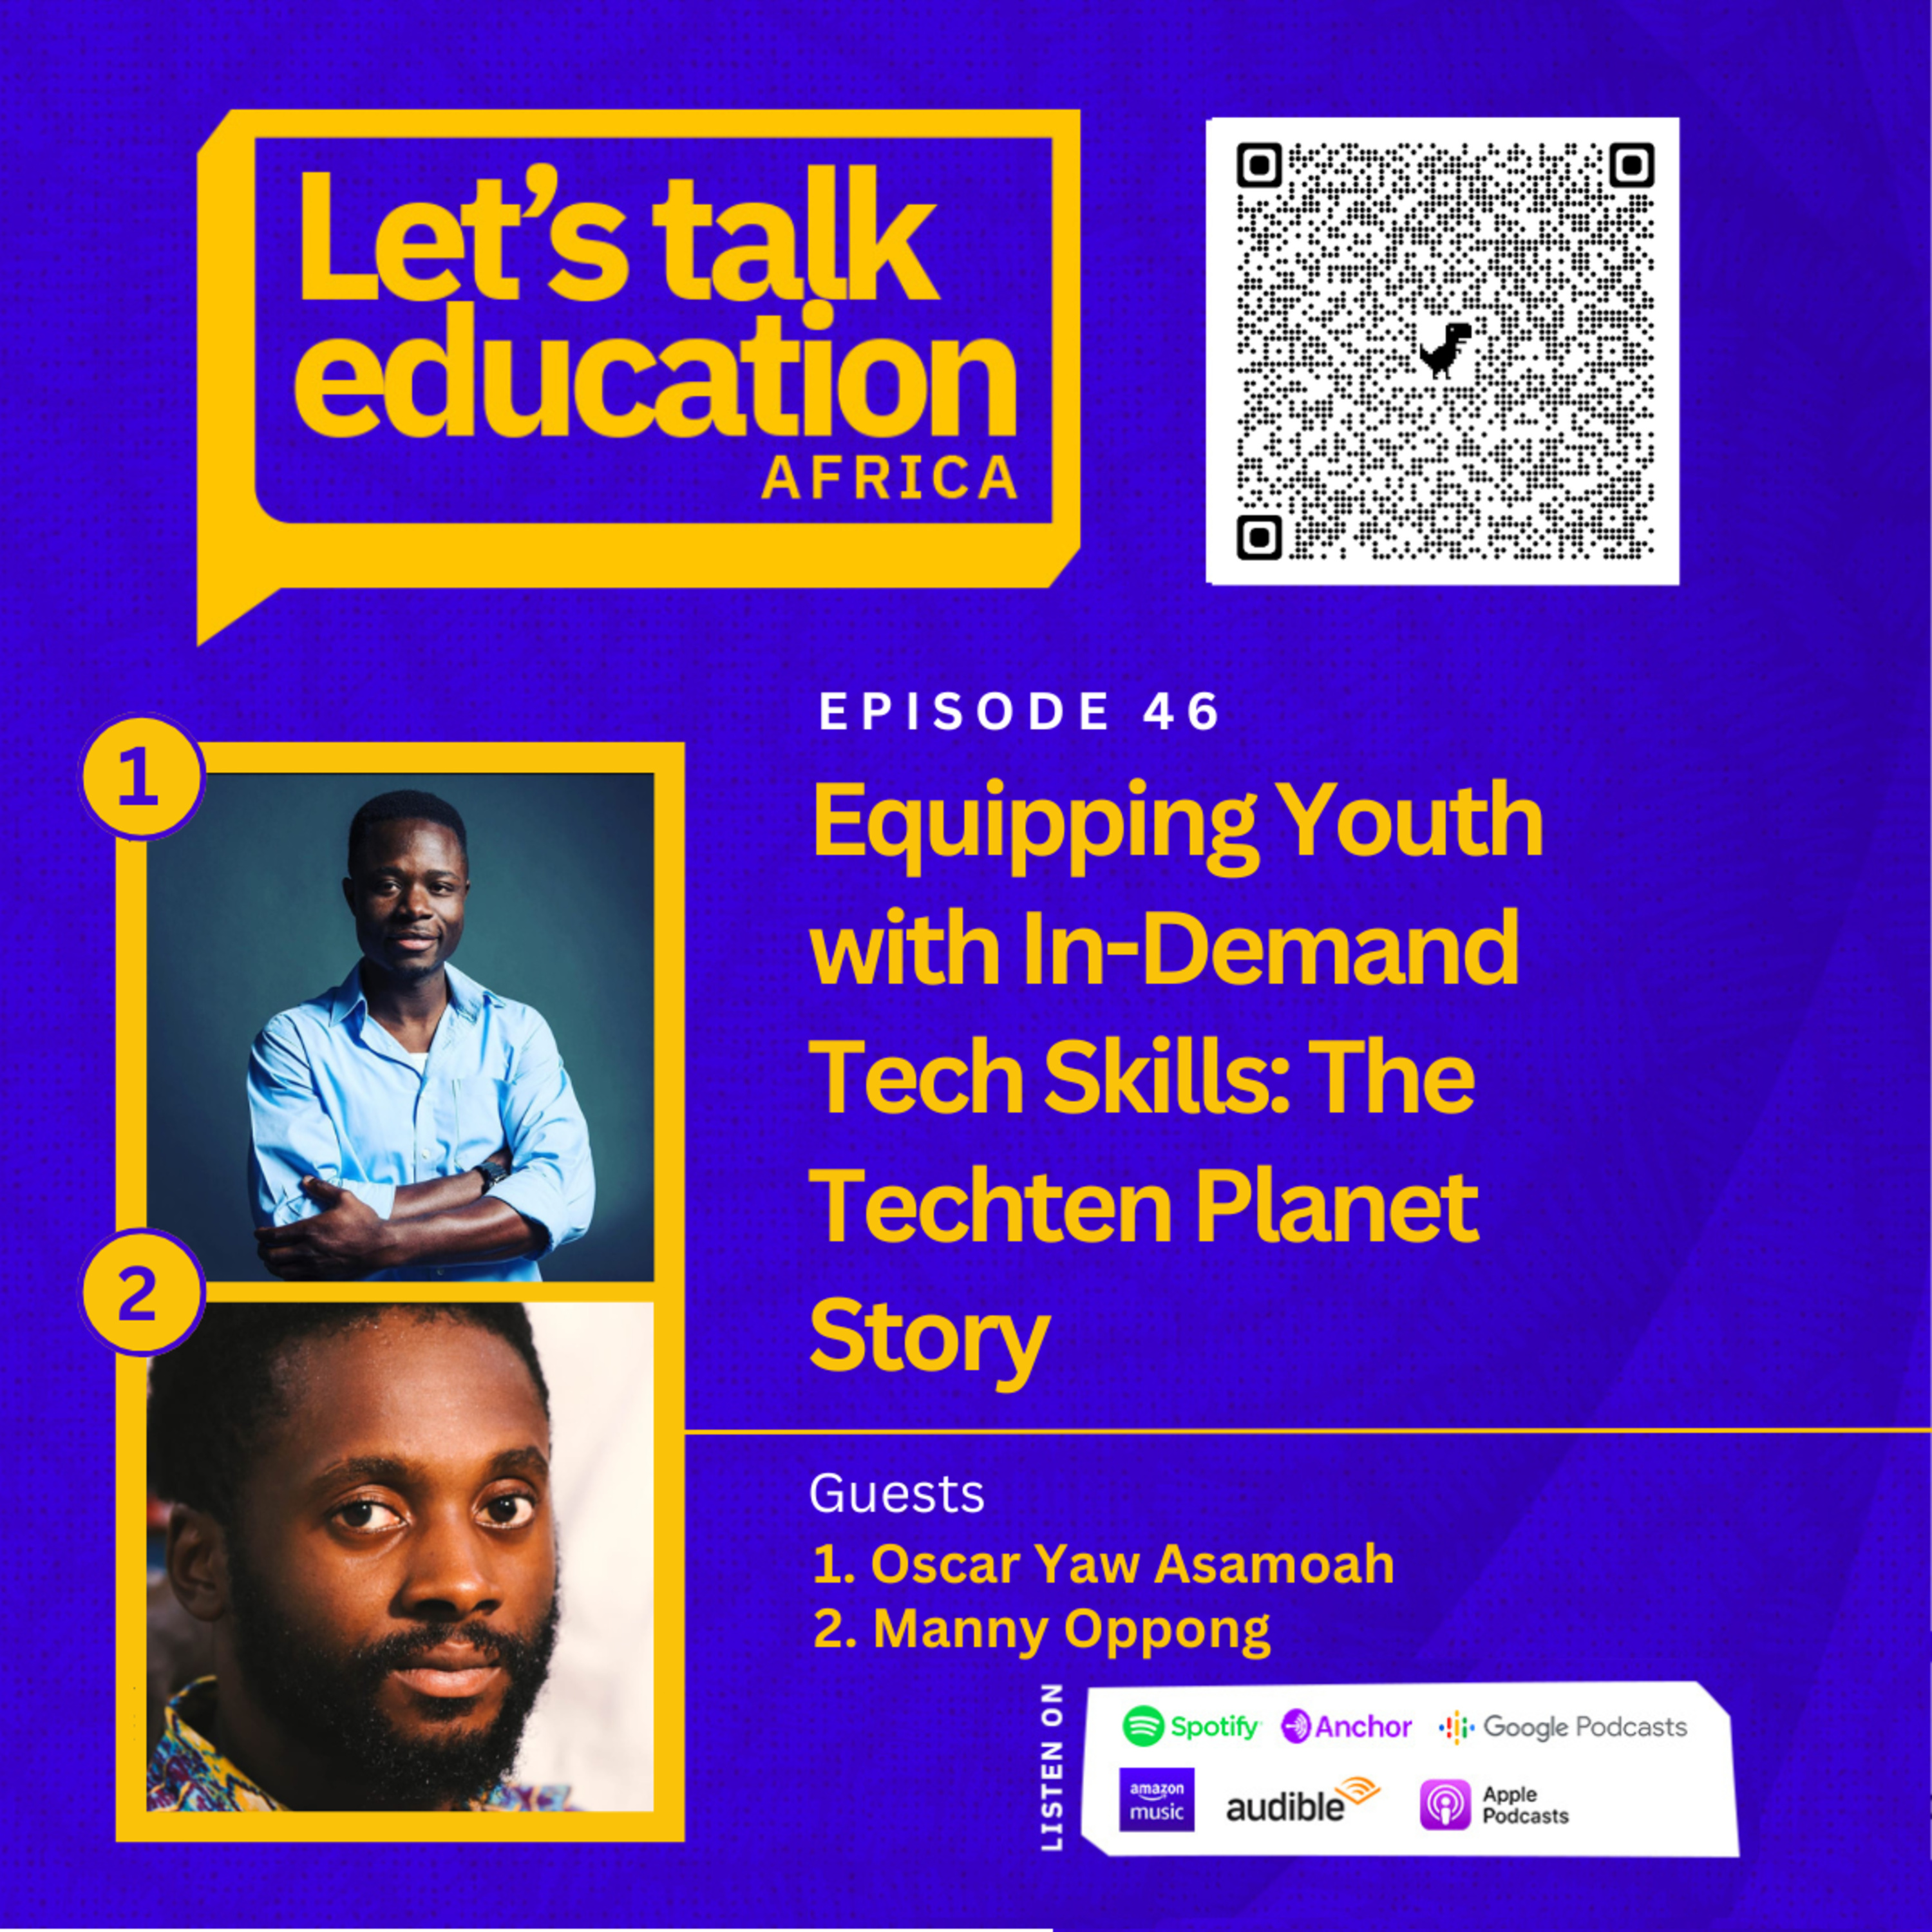 Let's talk
education
AFRICA
EPISODE 46
1
Equipping Youth
with In-Demand
Tech Skills: The
Techten Planet
Story
2
Guests
1. Oscar Yaw Asamoah
2. Manny Oppong
LISTEN ON
Spotify Anchor Google Podcasts
amazon
music
audible
Apple
Podcasts